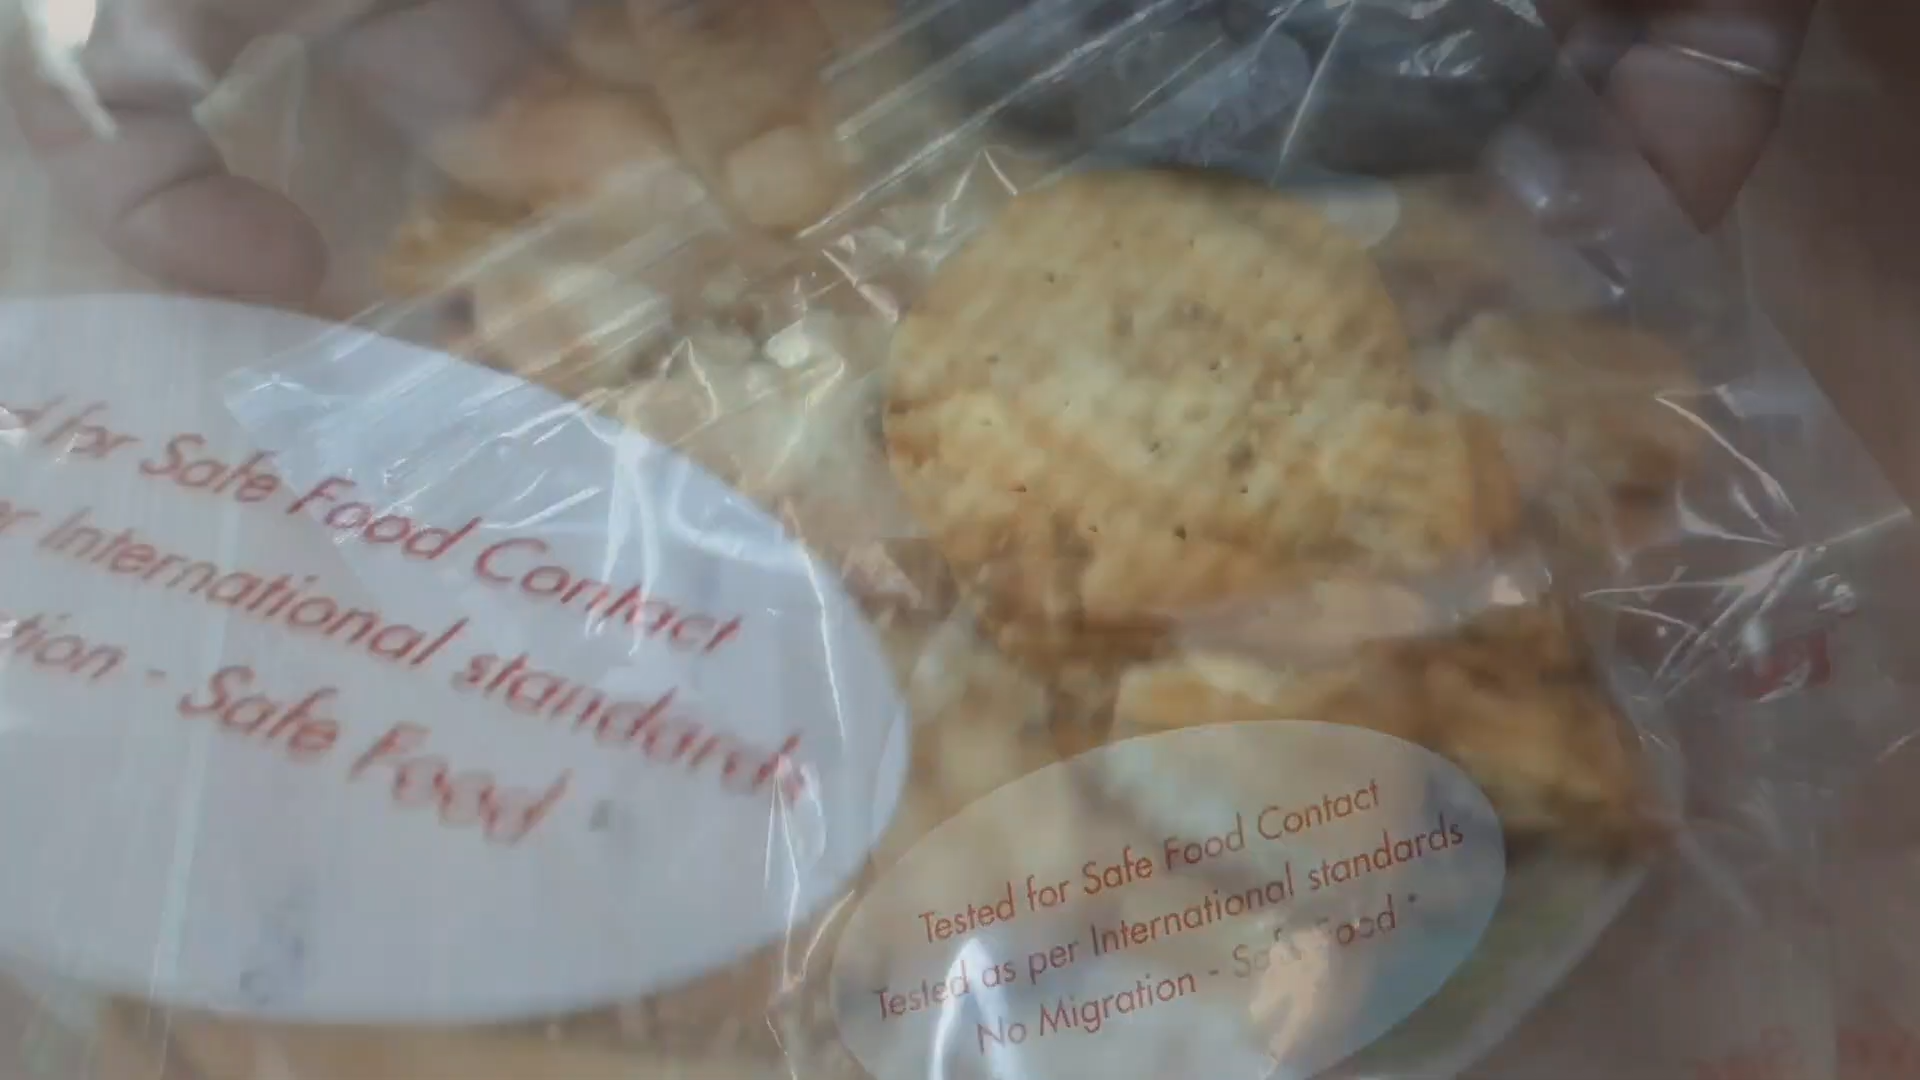 for Safe Food Contact
International standards
- Safe Food
Tested for Safe Food Contact
Tested as per International standards
No Migration - Safe Food *